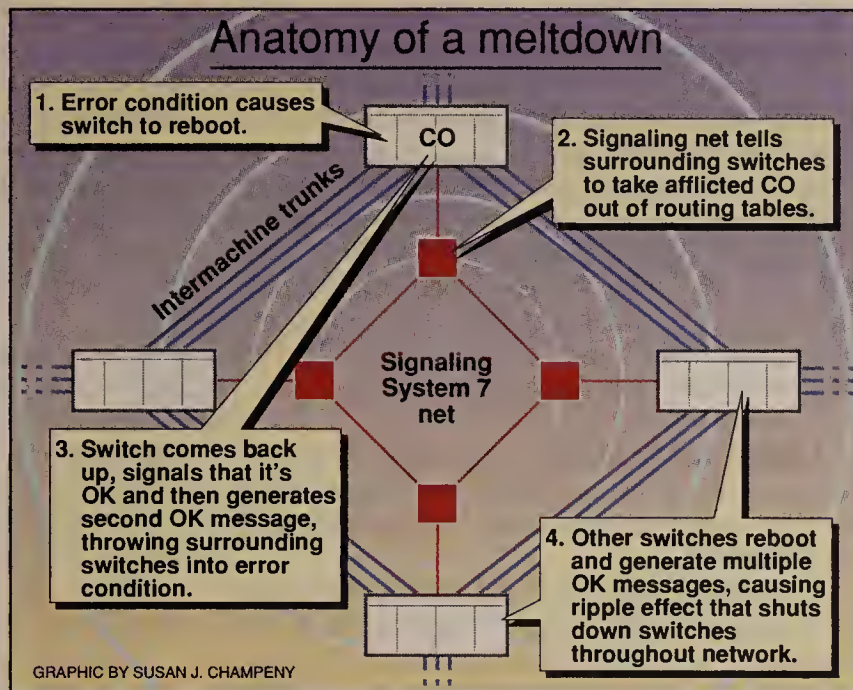 Anatomy of a meltdown
1. Error condition causes
switch to reboot.
CO
2. Signaling net tells
surrounding switches
to take afflicted CO
out of routing tables.
Intermachine trunks
Signaling
System 7
net
3. Switch comes back
up, signals that it's
OK and then generates
second OK message,
throwing surrounding
switches into error
condition.
4. Other switches reboot
and generate multiple
OK messages, causing
ripple effect that shuts
down switches
throughout network.
GRAPHIC BY SUSAN J. CHAMPENY